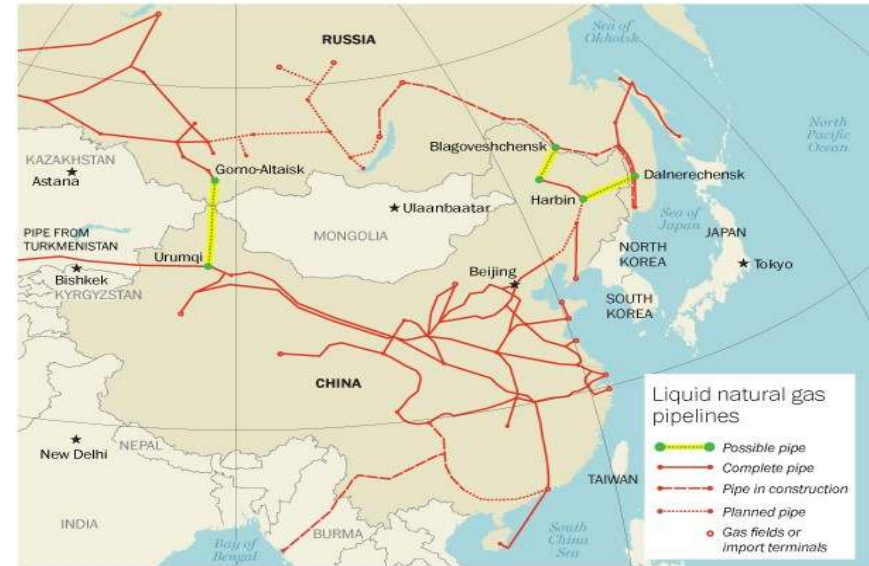 Sea of
Okhotsk
RUSSIA
North
Pacific
Ocean
Blagoveshchensk
KAZAKHSTAN
Astana
Gorno-Altaisk
Dalnerechensk
Harbin
Ulaanbaatar
Sea of
Japan
JAPAN
MONGOLIA
PIPE FROM
TURKMENISTAN
Urumqi
NORTH
KOREA
Tokyo
Beijing
Bishkek
KYRGYZSTAN
SOUTH
KOREA
CHINA
Liquid natural gas
pipelines
Possible pipe
Complete pipe
Pipe in construction
Planned pipe
Gas fields or
import terminals
NEPAL
New Delhi
TAIWAN
INDIA
BURMA
South
China
Sea
Bay of
Bengal